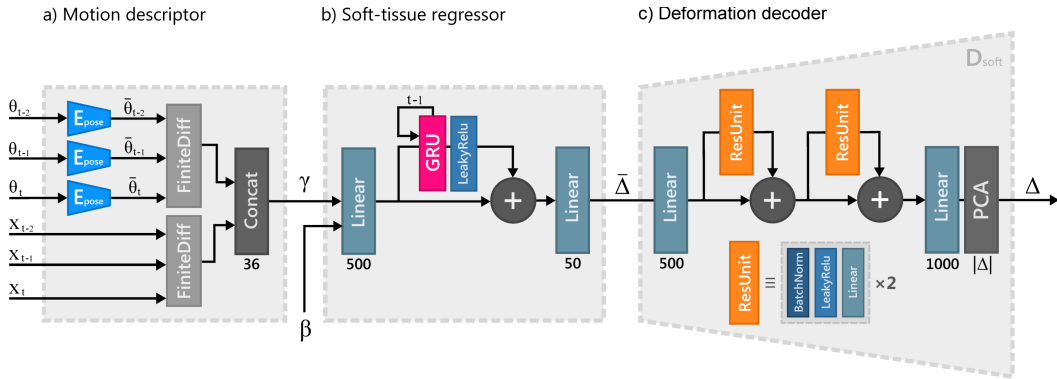 a) Motion descriptor
b) Soft-tissue regressor
c) Deformation decoder
θt-2
Epose
θ̄t-2
θt-1
Epose
θ̄t-1
θt
Epose
θ̄t
Xt-2
Xt-1
Xt
FiniteDiff
FiniteDiff
Concat
36
γ
β
Linear
500
t-1
GRU
LeakyRelu
+
Linear
50
Δ̄
Dsoft
Linear
500
ResUnit
+
ResUnit
+
Linear
1000
PCA
|Δ|
Δ
ResUnit
≡
BatchNorm
LeakyRelu
Linear
×2